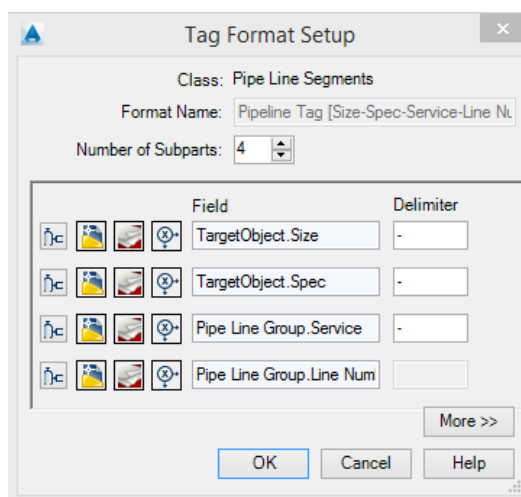 Tag Format Setup
Class: Pipe Line Segments
Format Name: Pipeline Tag [Size-Spec-Service-Line Nu
Number of Subparts: 4
Field Delimiter
TargetObject.Size -
TargetObject.Spec -
Pipe Line Group.Service -
Pipe Line Group.Line Num
More >>
OK Cancel Help